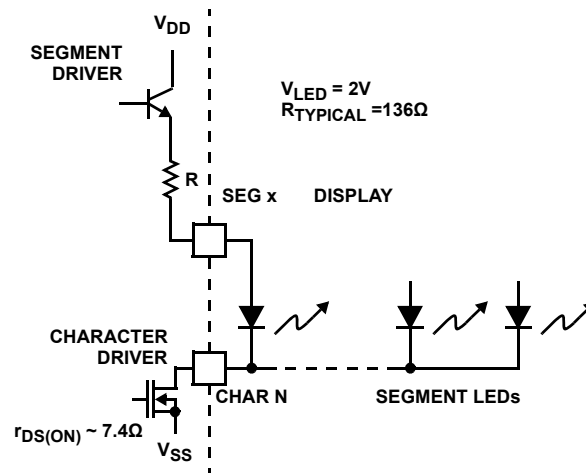 VDD
SEGMENT
DRIVER
VLED = 2V
RTYPICAL =136Ω
R
SEG x
DISPLAY
CHARACTER
DRIVER
CHAR N
SEGMENT LEDs
rDS(ON) ~ 7.4Ω
VSS